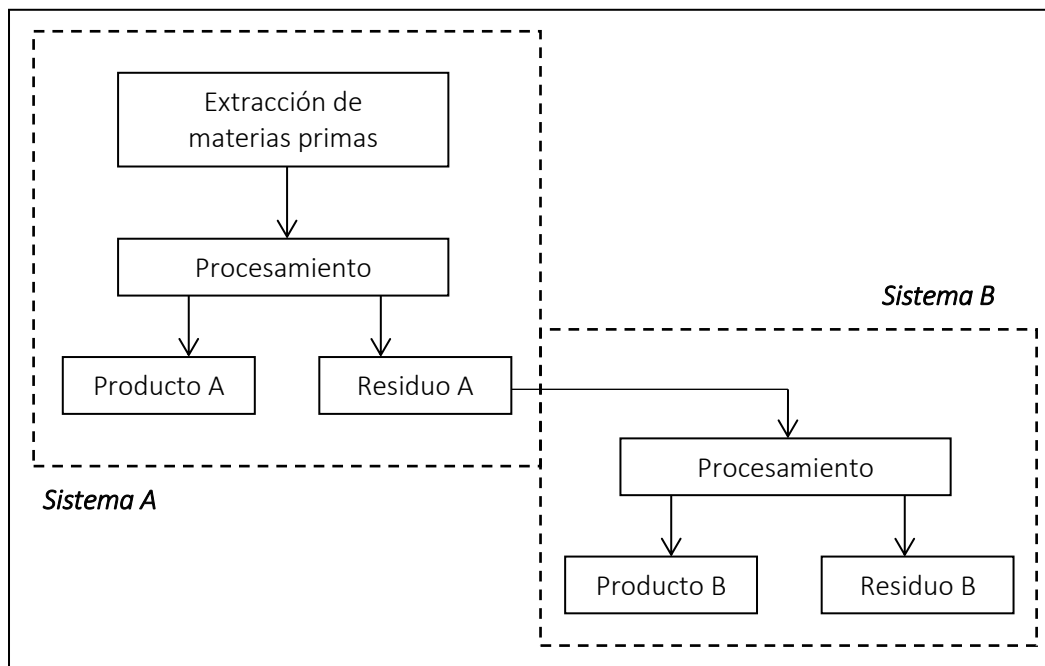 Extracción de
materias primas
Procesamiento
Producto A
Residuo A
Sistema A
Sistema B
Procesamiento
Producto B
Residuo B